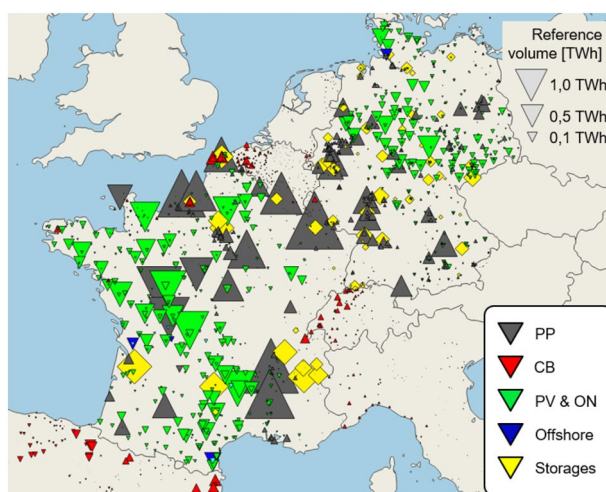 Reference
volume [TWh]
1,0 TWh
0,5 TWh
0,1 TWh
PP
CB
PV & ON
Offshore
Storages